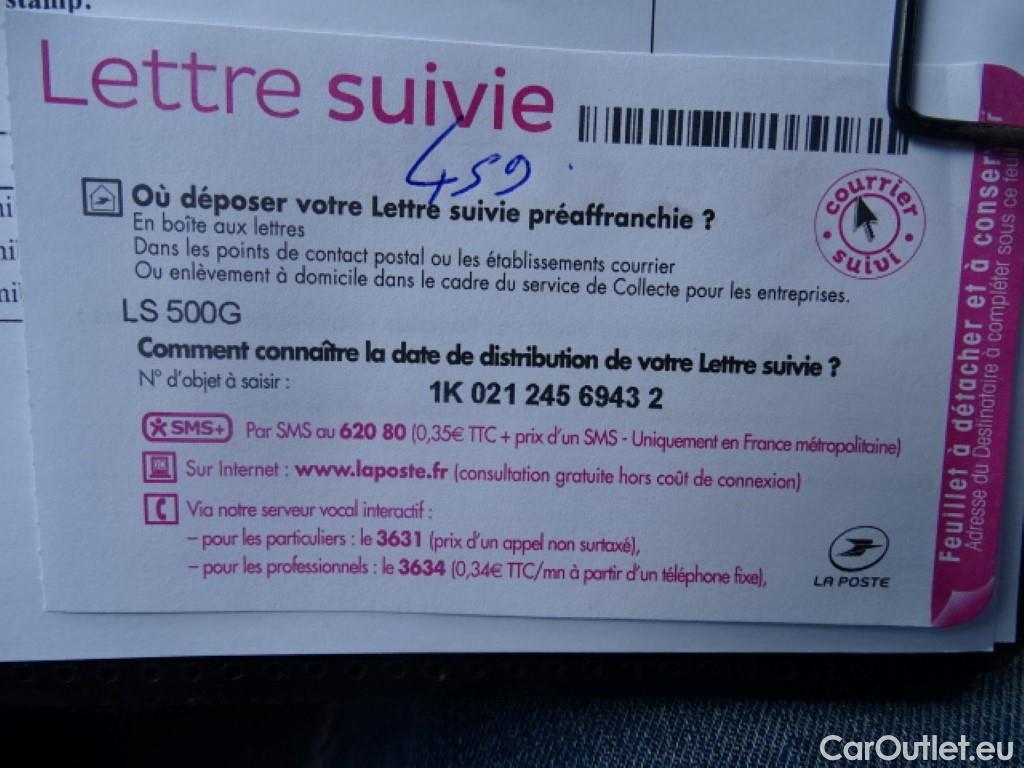 stamp.
Lettre suivie
459
Où déposer votre Lettre suivie préaffranchie ?
En boîte aux lettres
Dans les points de contact postal ou les établissements courrier
Ou enlèvement à domicile dans le cadre du service de Collecte pour les entreprises.
courrier
suivi
LS 500G
Comment connaître la date de distribution de votre Lettre suivie ?
N° d'objet à saisir :
1K 021 245 6943 2
SMS+ Par SMS au 620 80 (0,35€ TTC + prix d'un SMS - Uniquement en France métropolitaine)
Sur Internet : www.laposte.fr (consultation gratuite hors coût de connexion)
Via notre serveur vocal interactif :
– pour les particuliers : le 3631 (prix d'un appel non surtaxé),
– pour les professionnels : le 3634 (0,34€ TTC/mn à partir d'un téléphone fixe),
LA POSTE
Feuillet à détacher et à conserver
Adresse du Destinataire à compléter sous ce feuil
CarOutlet.eu